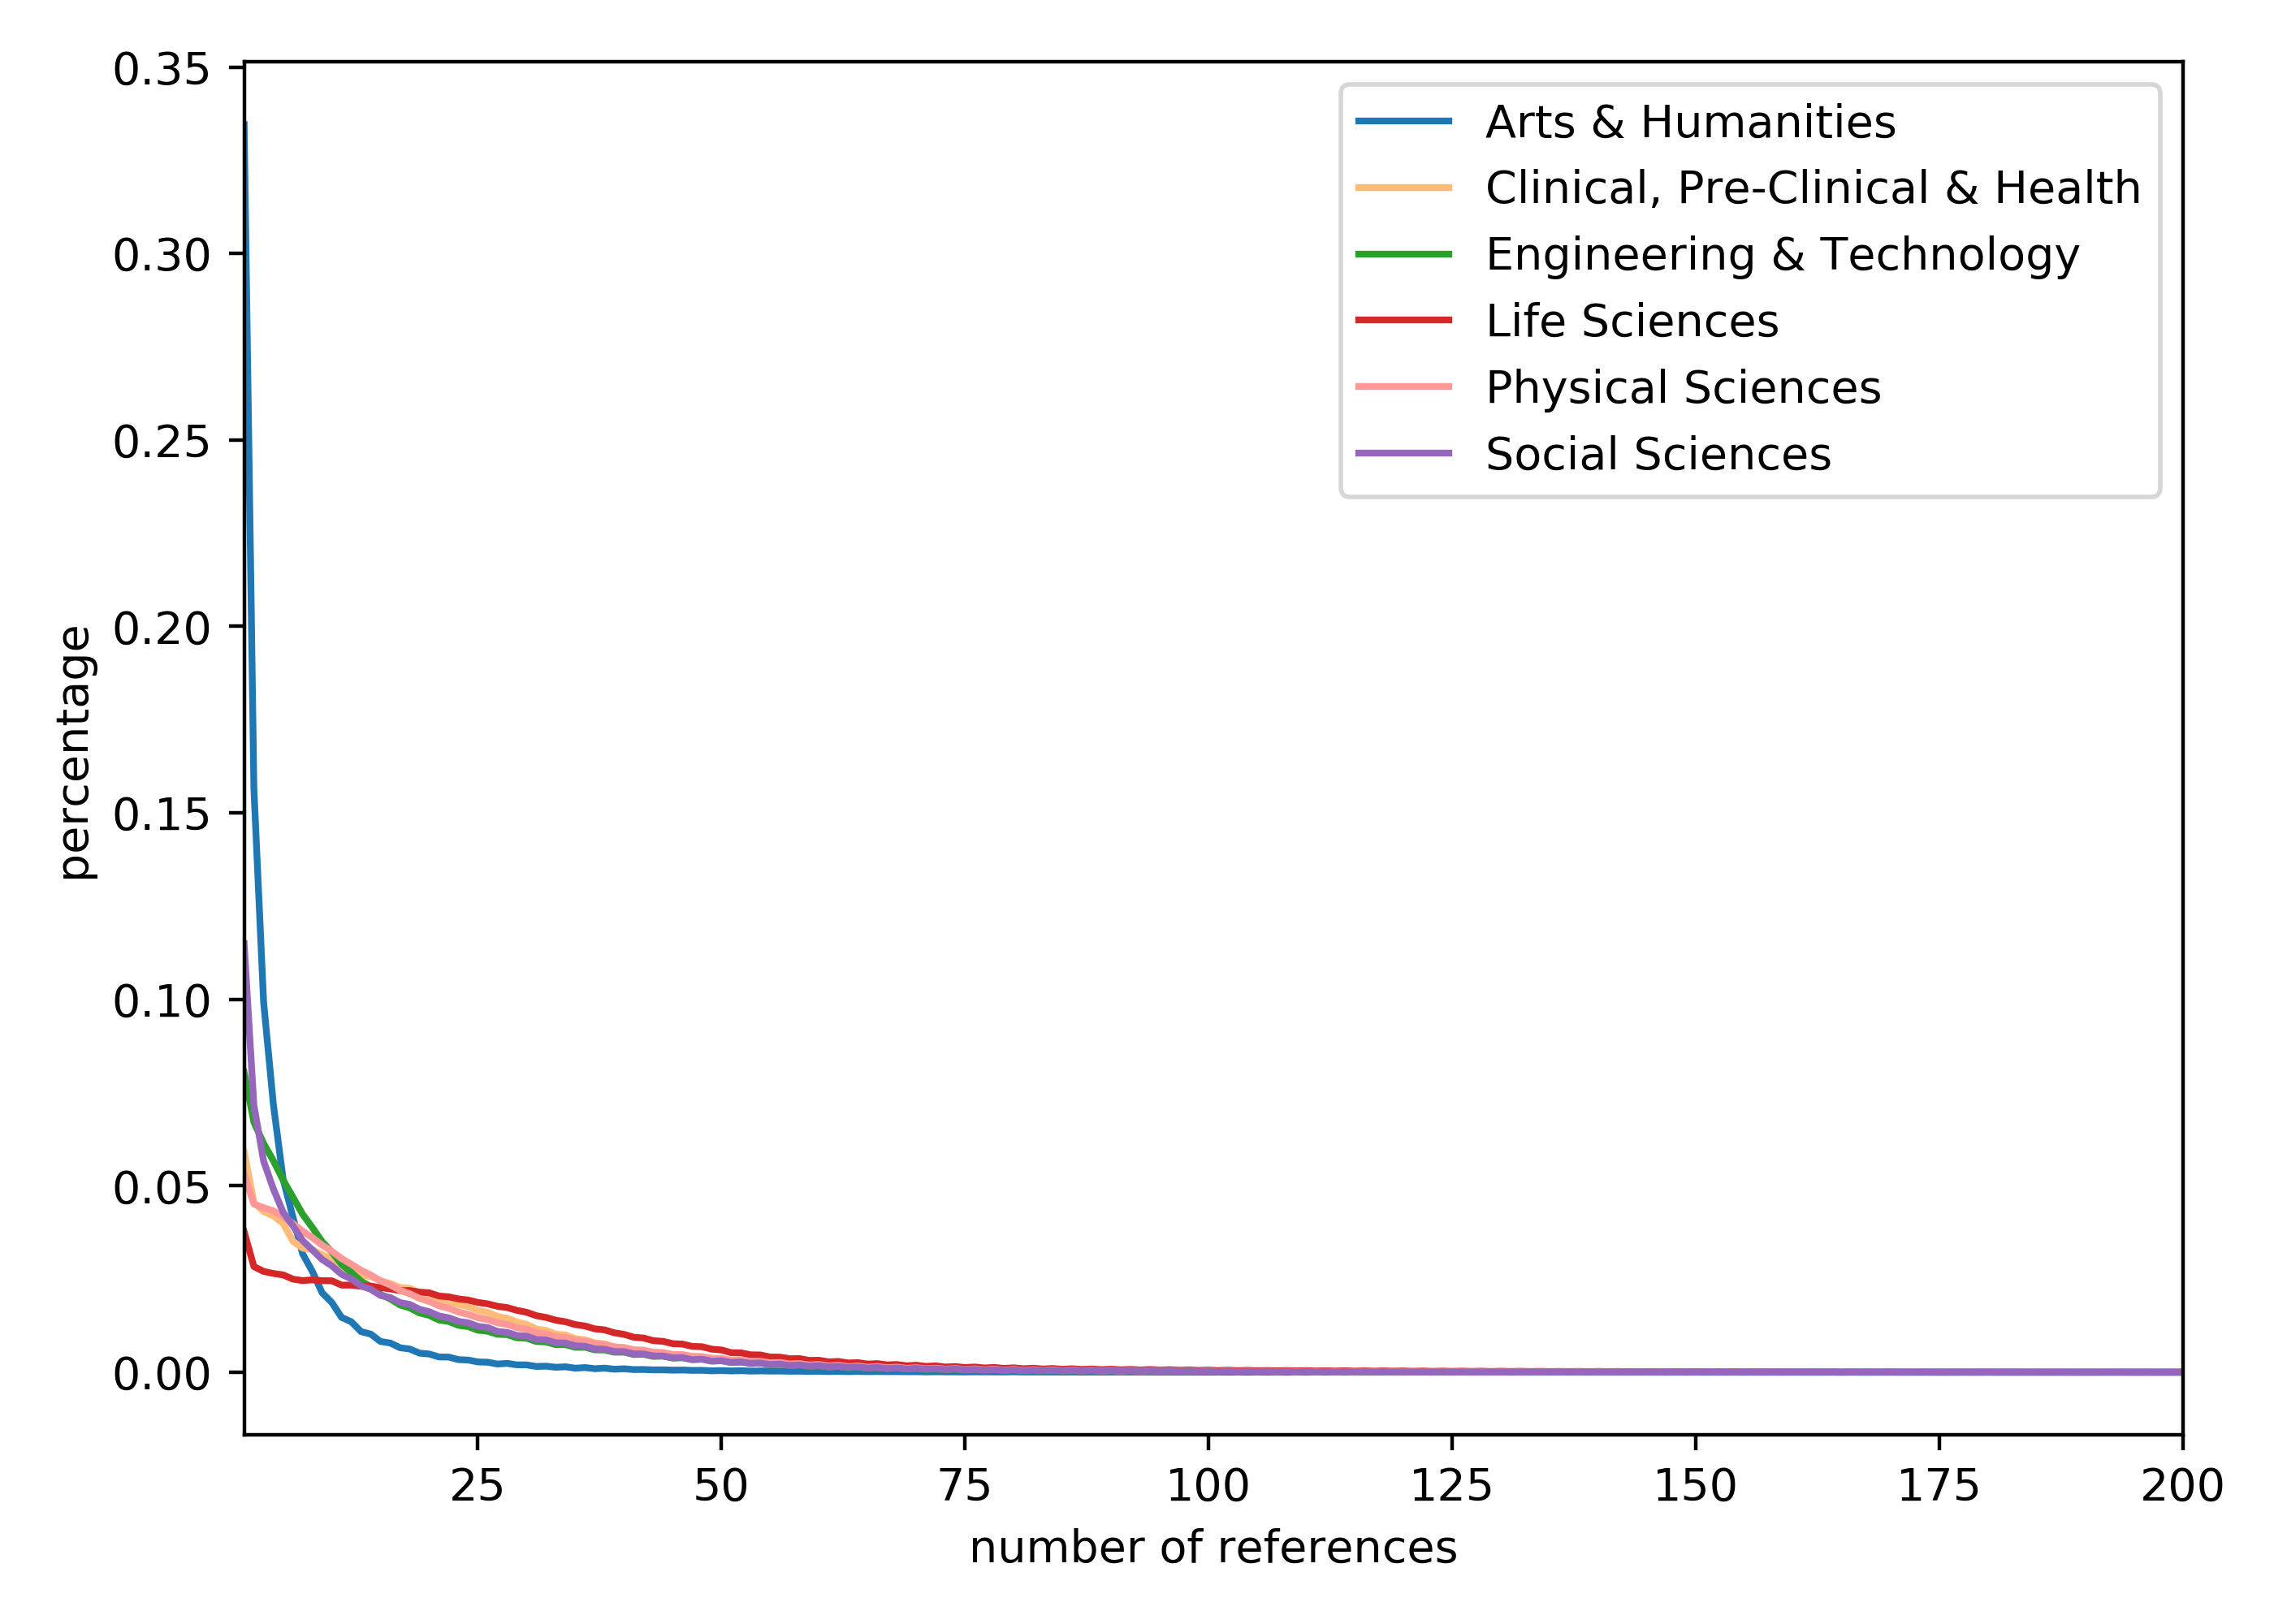 0.35
0.30
0.25
0.20
0.15
0.10
0.05
0.00
percentage
25 50 75 100 125 150 175 200
number of references
Arts & Humanities
Clinical, Pre-Clinical & Health
Engineering & Technology
Life Sciences
Physical Sciences
Social Sciences